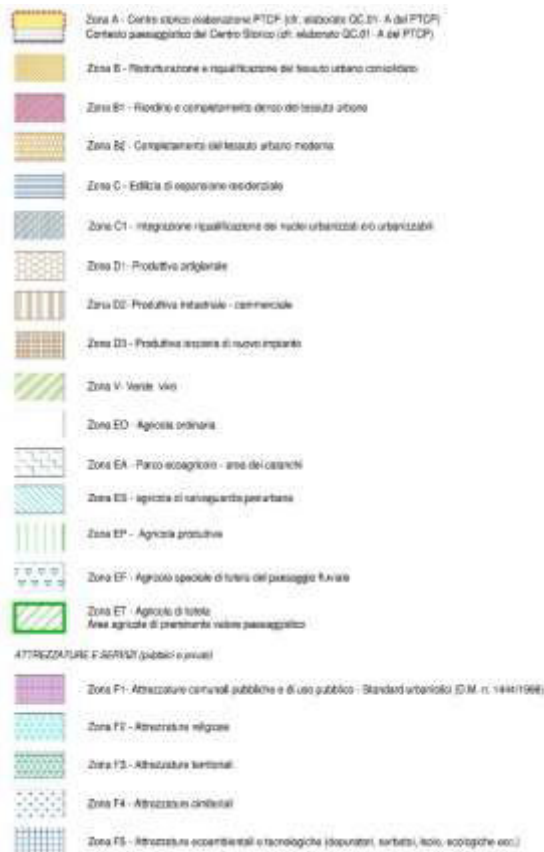 Zona A - Centro storico elaborazione PTCP (cfr. elaborato QC.01- A del PTCP)
Contesto paesaggistico del Centro Storico (cfr. elaborato QC.01- A del PTCP)
Zona B - Ristrutturazione e riqualificazione del tessuto urbano consolidato
Zona B1 - Riordino e completamento denso del tessuto urbano
Zona B2 - Completamento del tessuto urbano moderno
Zona C - Edilizia di espansione residenziale
Zona C1 - Integrazione riqualificazione dei nuclei urbanizzati e/o urbanizzabili
Zona D1- Produttiva artigianale
Zona D2- Produttiva industriale - commerciale
Zona D3 - Produttiva di nuovo impianto
Zona V- Verde vivo
Zona EO - Agricola ordinaria
Zona EA - Parco ecoagricolo - area dei calanchi
Zona ES - agricola di salvaguardia periurbana
Zona EP - Agricola produttiva
Zona EF - Agricola speciale di tutela del paesaggio fluviale
Zona ET - Agricola di tutela
Aree agricole di preminente valore paesaggistico
ATTREZZATURE E SERVIZI (pubblici e privati)
Zona F1- Attrezzature comunali pubbliche e di uso pubblico - Standard urbanistici (D.M. n. 1444/1968)
Zona F2 - Attrezzature religiose
Zona F3 - Attrezzature territoriali
Zona F4 - Attrezzature cimiteriali
Zona F5 - Attrezzature ecoambientali o tecnologiche (depuratori, serbatoi, isole, ecologiche ecc.)